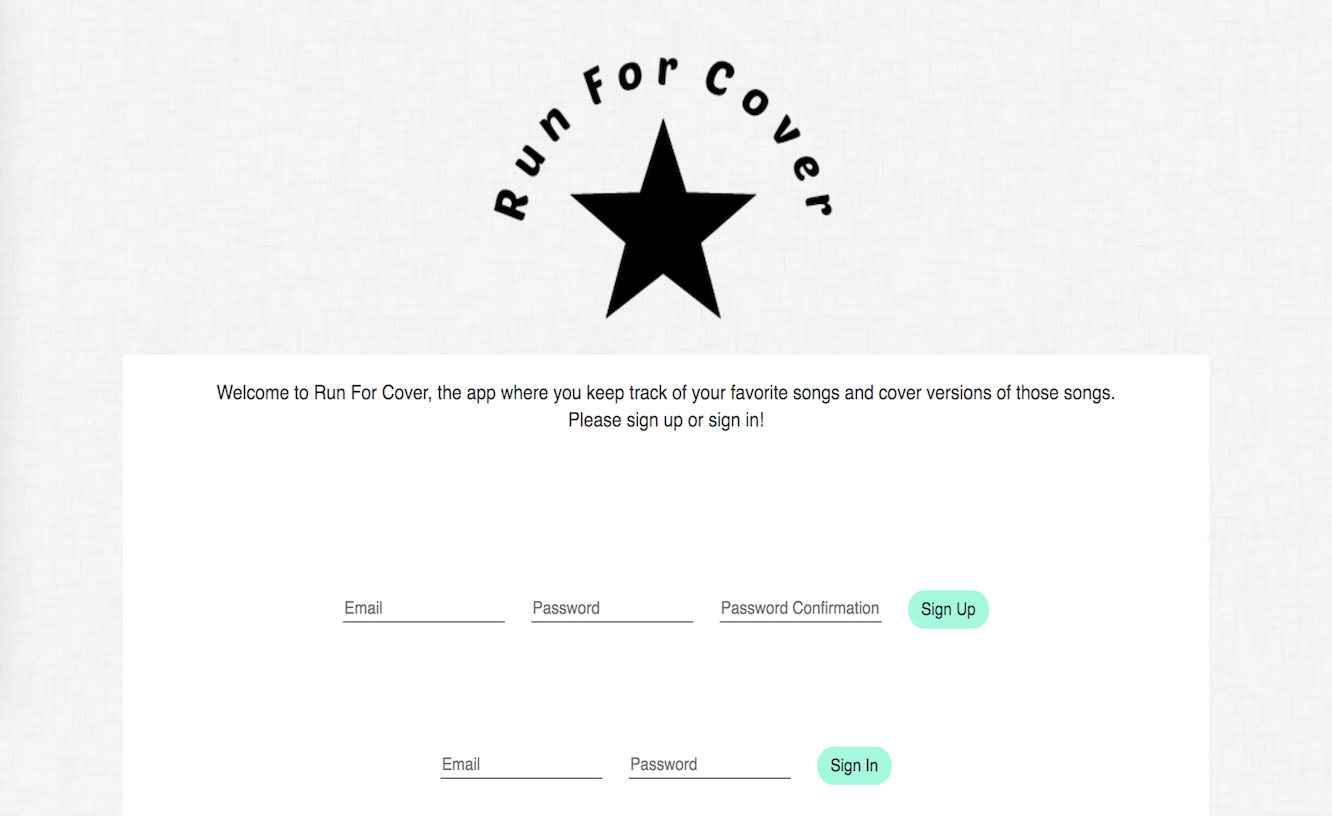 Run For Cover
Welcome to Run For Cover, the app where you keep track of your favorite songs and cover versions of those songs.
Please sign up or sign in!
Email Password Password Confirmation Sign Up
Email Password Sign In